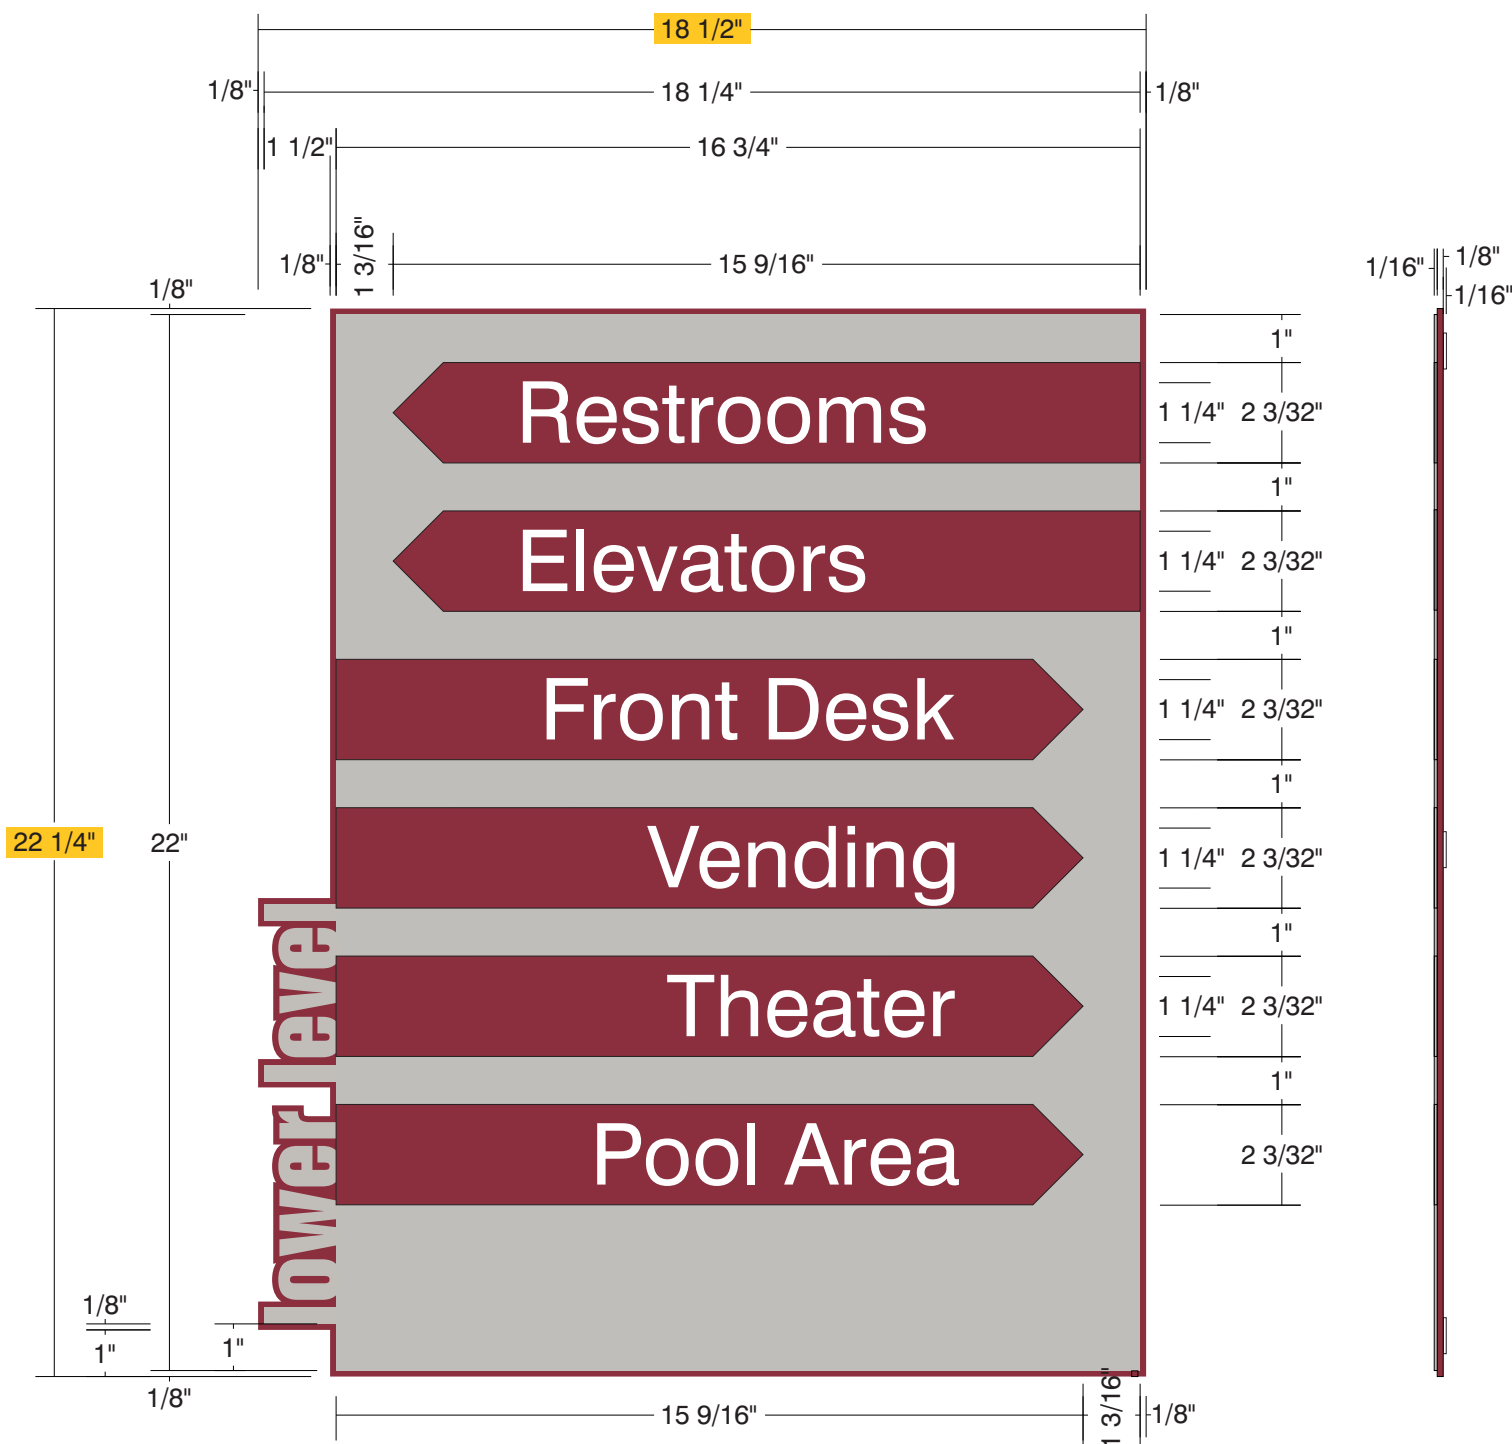 18 1/2"
1/8" 18 1/4" 1/8"
1 1/2" 16 3/4"
1/8" 1 3/16" 15 9/16"
1/16" 1/8"
1/16"
1/8"
1"
Restrooms
1 1/4" 2 3/32"
1"
Elevators
1 1/4" 2 3/32"
1"
Front Desk
1 1/4" 2 3/32"
1"
22 1/4" 22"
Vending
1 1/4" 2 3/32"
1"
lower level
Theater
1 1/4" 2 3/32"
1"
Pool Area
2 3/32"
1/8"
1" 1"
1/8"
15 9/16" 1 3/16" 1/8"